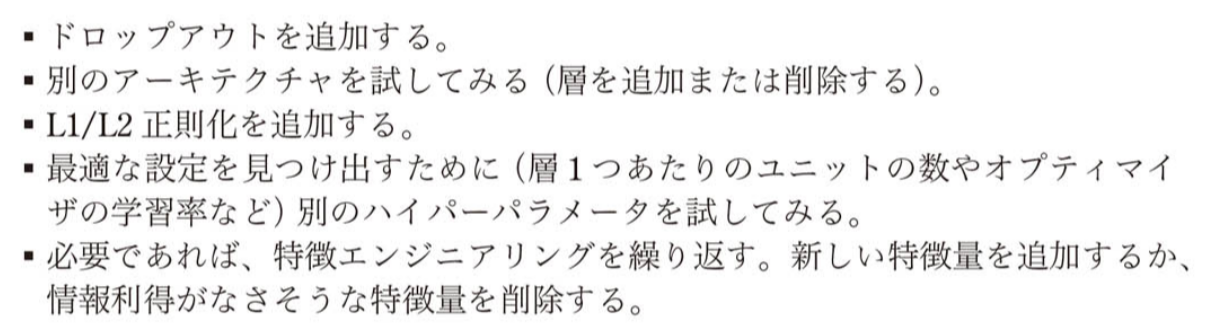 ▪ ドロップアウトを追加する。
▪ 別のアーキテクチャを試してみる (層を追加または削除する)。
▪ L1/L2 正則化を追加する。
▪ 最適な設定を見つけ出すために (層 1 つあたりのユニットの数やオプティマイ
ザの学習率など) 別のハイパーパラメータを試してみる。
▪ 必要であれば、特徴エンジニアリングを繰り返す。新しい特徴量を追加するか、
情報利得がなさそうな特徴量を削除する。